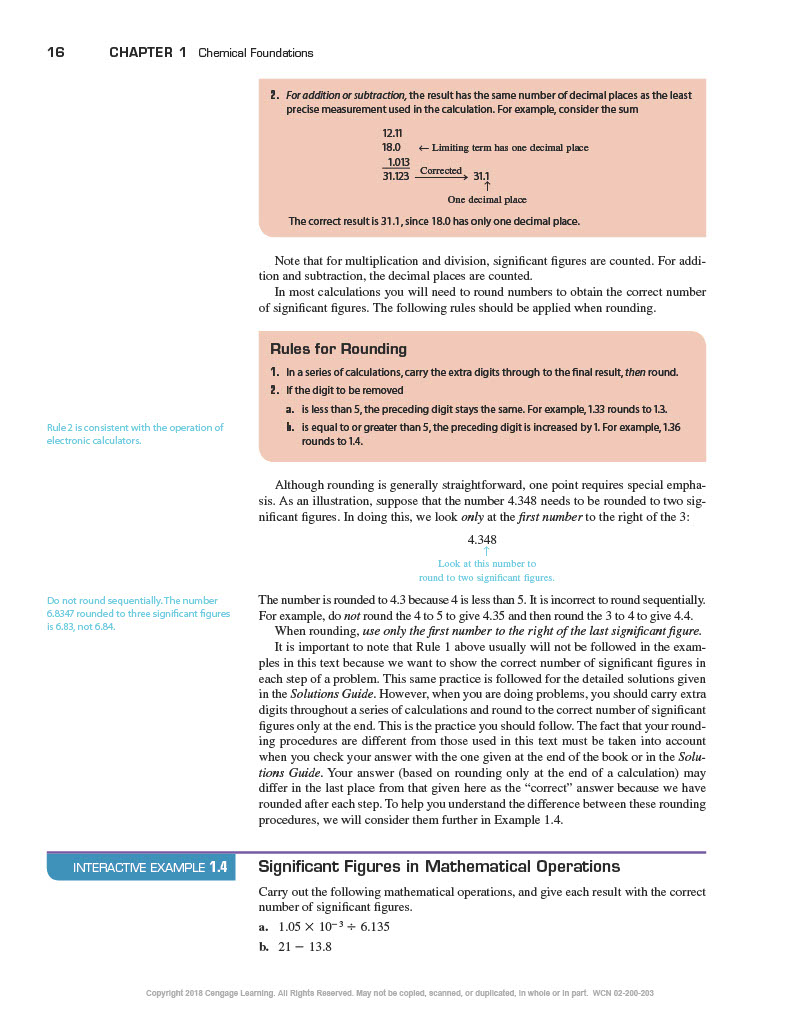 16 CHAPTER 1 Chemical Foundations
2. For addition or subtraction, the result has the same number of decimal places as the least
precise measurement used in the calculation. For example, consider the sum
12.11
18.0 ← Limiting term has one decimal place
1.013
31.123 Corrected → 31.1
↑
One decimal place
The correct result is 31.1, since 18.0 has only one decimal place.
Note that for multiplication and division, significant figures are counted. For addi-
tion and subtraction, the decimal places are counted.
In most calculations you will need to round numbers to obtain the correct number
of significant figures. The following rules should be applied when rounding.
Rules for Rounding
1. In a series of calculations, carry the extra digits through to the final result, then round.
2. If the digit to be removed
a. is less than 5, the preceding digit stays the same. For example, 1.33 rounds to 1.3.
b. is equal to or greater than 5, the preceding digit is increased by 1. For example, 1.36
rounds to 1.4.
Rule 2 is consistent with the operation of
electronic calculators.
Although rounding is generally straightforward, one point requires special empha-
sis. As an illustration, suppose that the number 4.348 needs to be rounded to two sig-
nificant figures. In doing this, we look only at the first number to the right of the 3:
4.348
↑
Look at this number to
round to two significant figures.
Do not round sequentially. The number
6.8347 rounded to three significant figures
is 6.83, not 6.84.
The number is rounded to 4.3 because 4 is less than 5. It is incorrect to round sequentially.
For example, do not round the 4 to 5 to give 4.35 and then round the 3 to 4 to give 4.4.
When rounding, use only the first number to the right of the last significant figure.
It is important to note that Rule 1 above usually will not be followed in the exam-
ples in this text because we want to show the correct number of significant figures in
each step of a problem. This same practice is followed for the detailed solutions given
in the Solutions Guide. However, when you are doing problems, you should carry extra
digits throughout a series of calculations and round to the correct number of significant
figures only at the end. This is the practice you should follow. The fact that your round-
ing procedures are different from those used in this text must be taken into account
when you check your answer with the one given at the end of the book or in the Solu-
tions Guide. Your answer (based on rounding only at the end of a calculation) may
differ in the last place from that given here as the “correct” answer because we have
rounded after each step. To help you understand the difference between these rounding
procedures, we will consider them further in Example 1.4.
INTERACTIVE EXAMPLE 1.4 Significant Figures in Mathematical Operations
Carry out the following mathematical operations, and give each result with the correct
number of significant figures.
a. 1.05 × 10⁻³ ÷ 6.135
b. 21 − 13.8
Copyright 2018 Cengage Learning. All Rights Reserved. May not be copied, scanned, or duplicated, in whole or in part. WCN 02-200-203